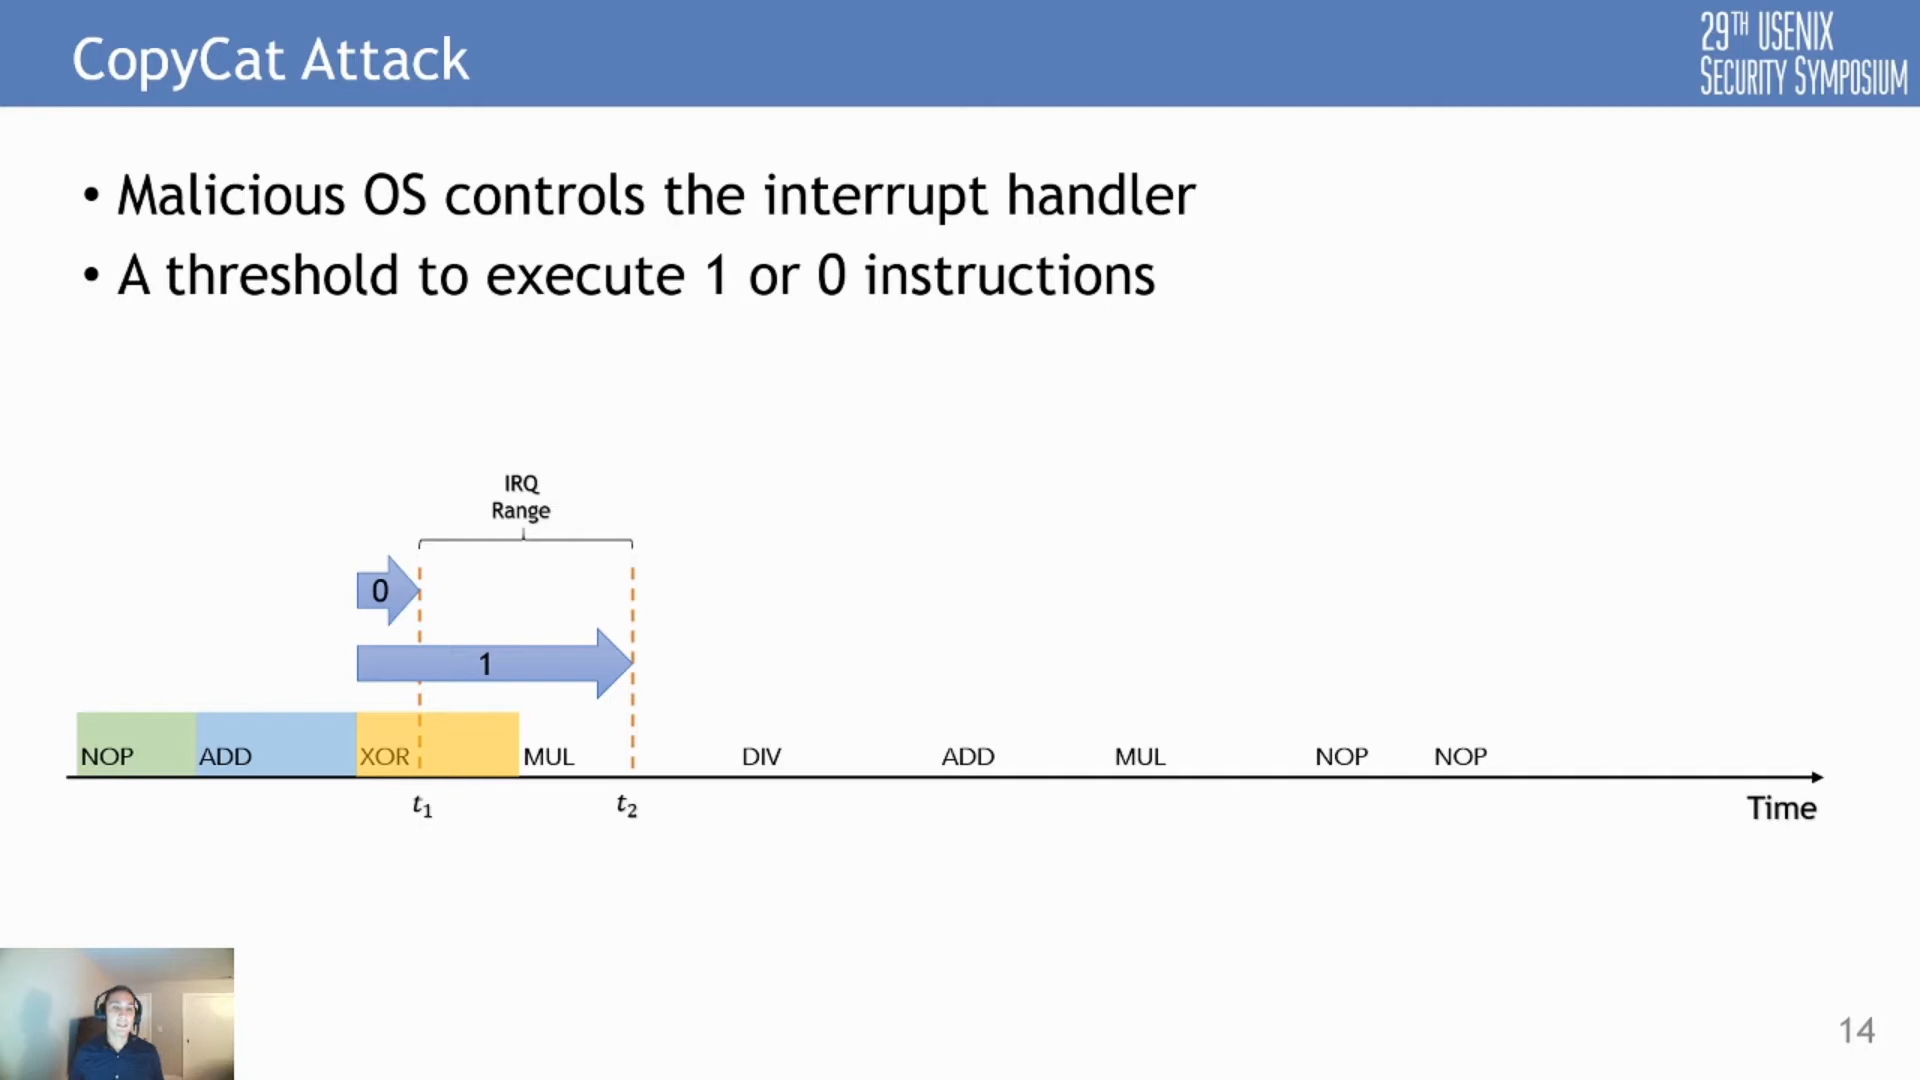 CopyCat Attack
29TH USENIX
SECURITY SYMPOSIUM
• Malicious OS controls the interrupt handler
• A threshold to execute 1 or 0 instructions
IRQ
Range
0
1
NOP ADD XOR MUL DIV ADD MUL NOP NOP
t₁ t₂
Time
14